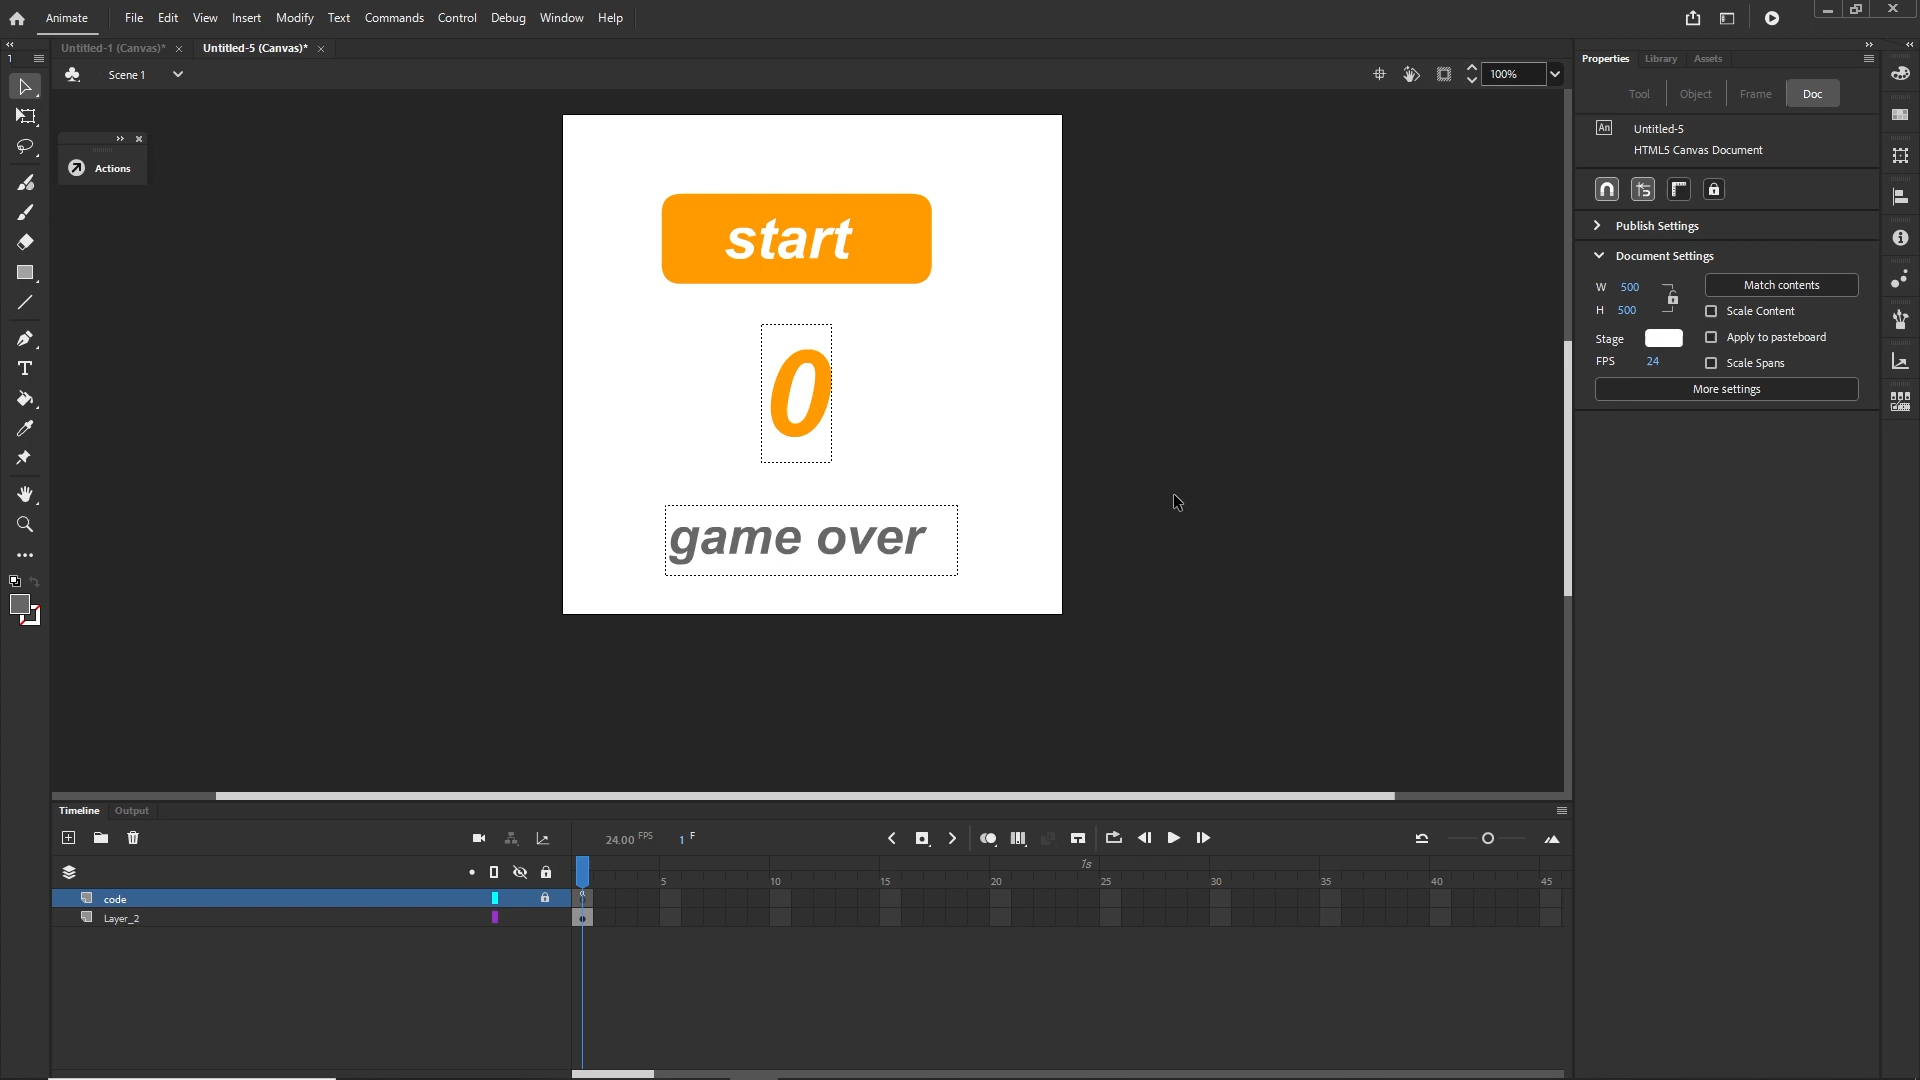 Animate File Edit View Insert Modify Text Commands Control Debug Window Help
Untitled-1 (Canvas)* Untitled-5 (Canvas)*
Scene 1 100%
Actions
start
0
game over
Properties Library Assets
Tool Object Frame Doc
An Untitled-5
HTML5 Canvas Document
Publish Settings
Document Settings
W 500 Match contents
H 500 Scale Content
Stage Apply to pasteboard
FPS 24 Scale Spans
More settings
Timeline Output
24.00 FPS 1 F
1s
5 10 15 20 25 30 35 40 45
code
Layer_2